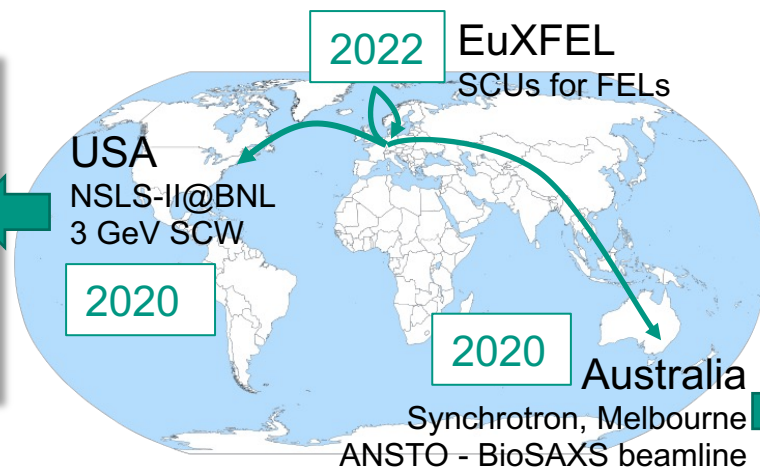 2022
EuXFEL
SCUs for FELs
USA
NSLS-II@BNL
3 GeV SCW
2020
2020
Australia
Synchrotron, Melbourne
ANSTO - BioSAXS beamline